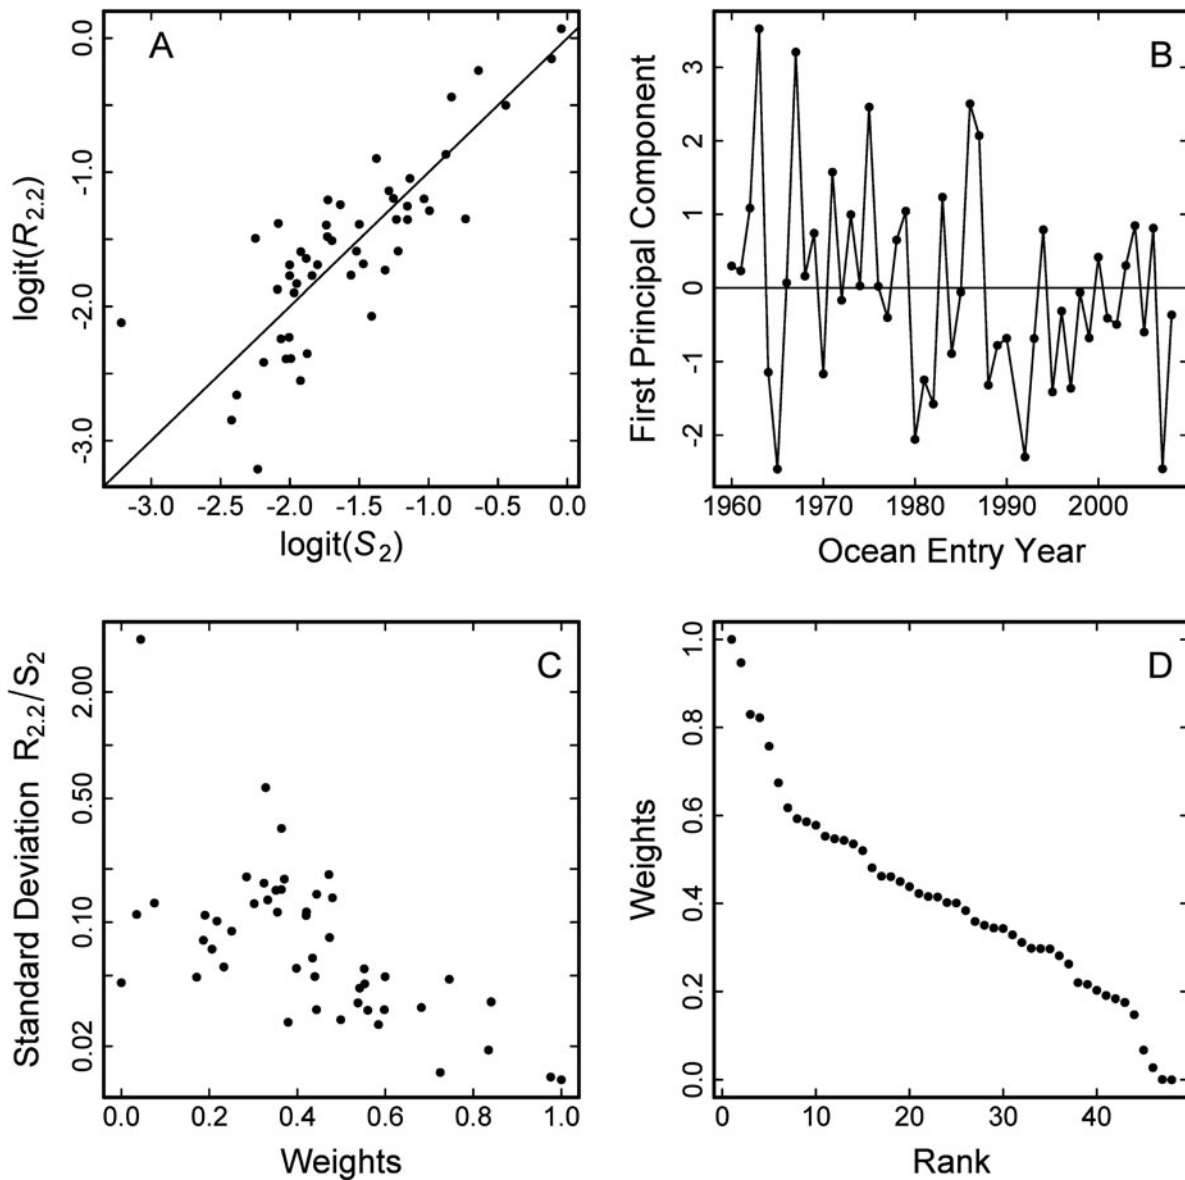 A
logit(R2.2)
0.0
-1.0
-2.0
-3.0
-3.0 -2.5 -2.0 -1.5 -1.0 -0.5 0.0
logit(S2)
B
First Principal Component
3
2
1
0
-1
-2
1960 1970 1980 1990 2000
Ocean Entry Year
C
Standard Deviation R2.2/S2
2.00
0.50
0.10
0.02
0.0 0.2 0.4 0.6 0.8 1.0
Weights
D
Weights
1.0
0.8
0.6
0.4
0.2
0.0
0 10 20 30 40
Rank